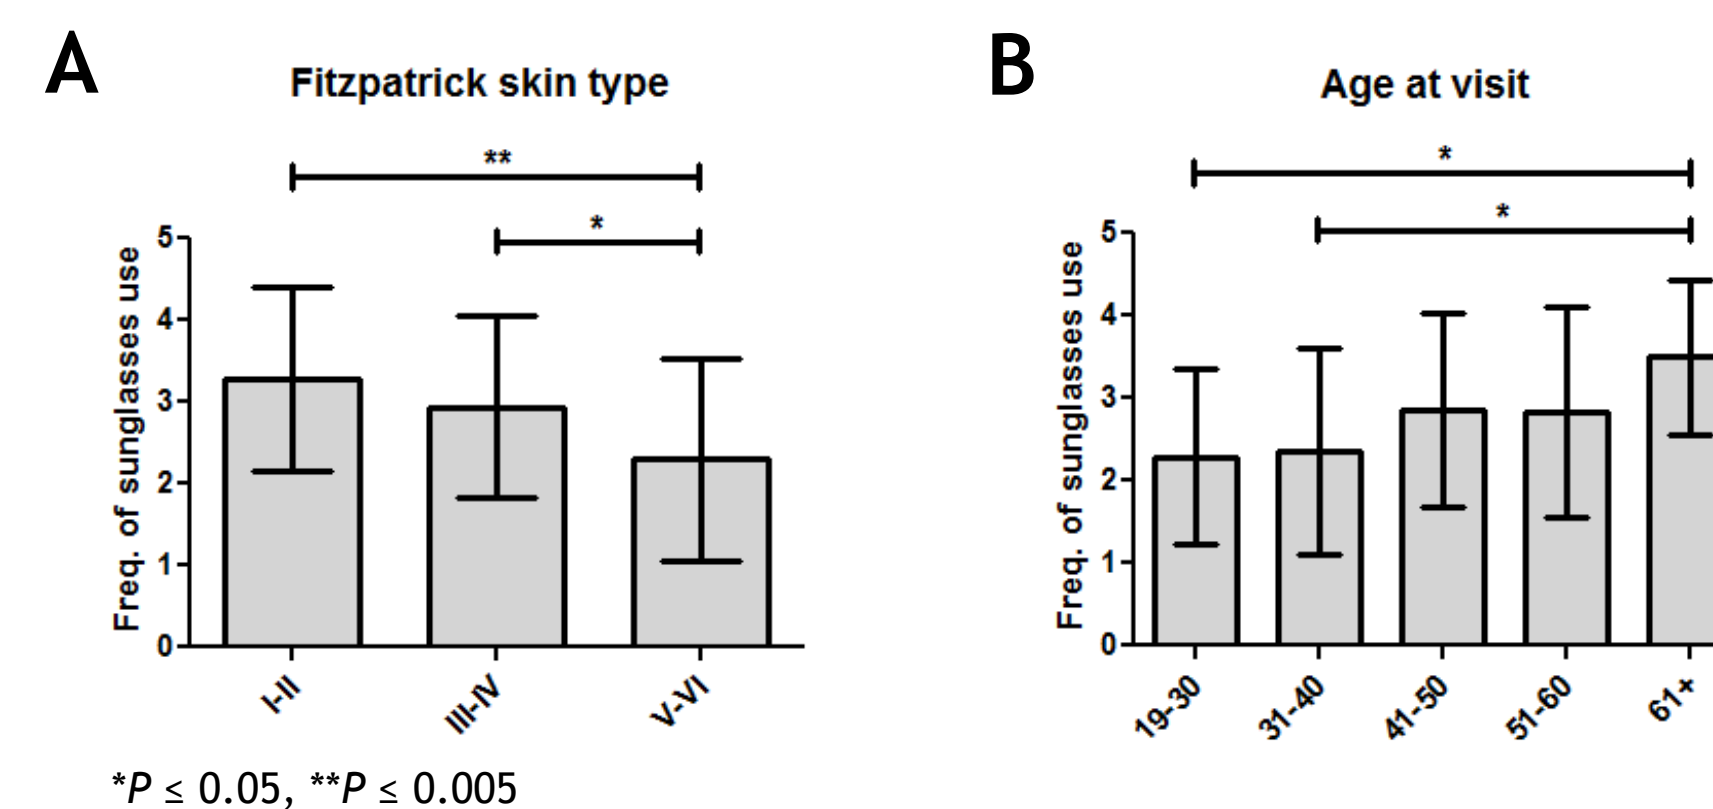 A
Fitzpatrick skin type
**
*
Freq. of sunglasses use
5
4
3
2
1
0
I-II
III-IV
V-VI
*P ≤ 0.05, **P ≤ 0.005
B
Age at visit
*
*
Freq. of sunglasses use
5
4
3
2
1
0
19-30
31-40
41-50
51-60
61+